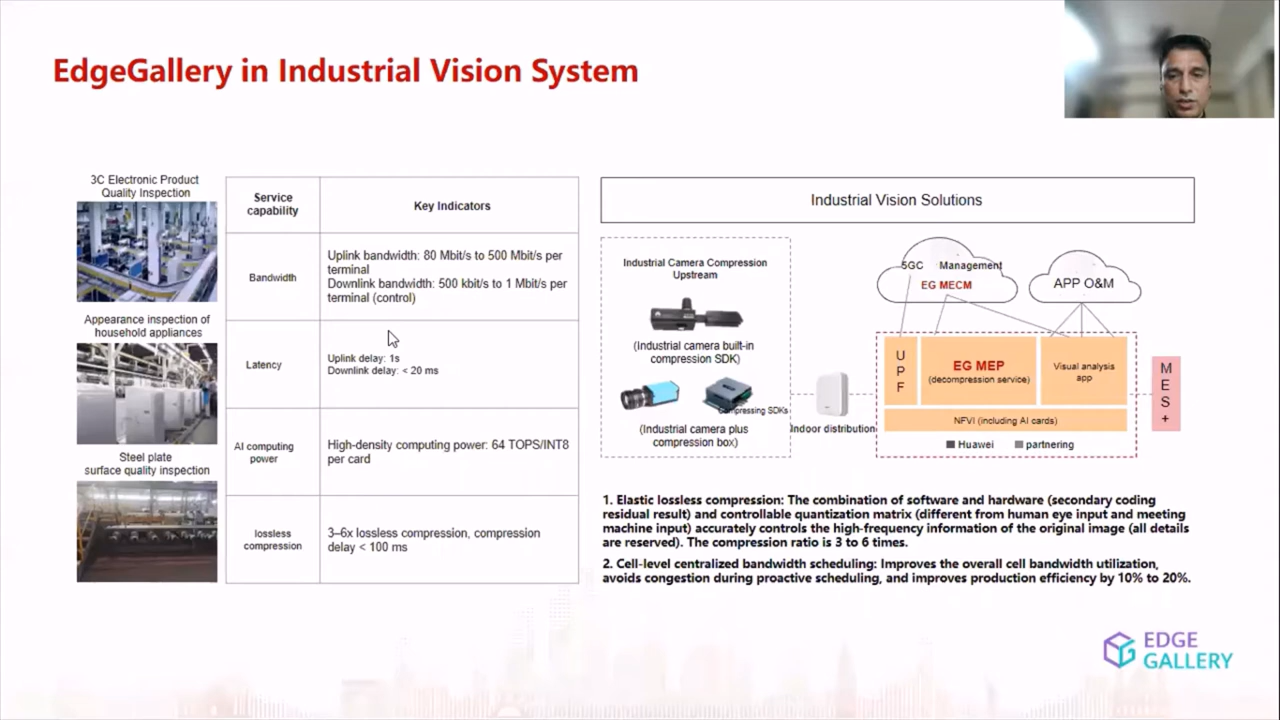 EdgeGallery in Industrial Vision System
3C Electronic Product
Quality Inspection
Appearance inspection of
household appliances
Steel plate
surface quality inspection
Service
capability
Key Indicators
Bandwidth
Uplink bandwidth: 80 Mbit/s to 500 Mbit/s per
terminal
Downlink bandwidth: 500 kbit/s to 1 Mbit/s per
terminal (control)
Latency
Uplink delay: 1s
Downlink delay: < 20 ms
AI computing
power
High-density computing power: 64 TOPS/INT8
per card
lossless
compression
3–6x lossless compression, compression
delay < 100 ms
Industrial Vision Solutions
Industrial Camera Compression
Upstream
(Industrial camera built-in
compression SDK)
Compressing SDKs
(Industrial camera plus
compression box)
Indoor distribution
5GC Management
EG MECM
APP O&M
U
P
F
EG MEP
(decompression service)
Visual analysis
app
NFVI (including AI cards)
Huawei
partnering
M
E
S
+
1. Elastic lossless compression: The combination of software and hardware (secondary coding
residual result) and controllable quantization matrix (different from human eye input and meeting
machine input) accurately controls the high-frequency information of the original image (all details
are reserved). The compression ratio is 3 to 6 times.
2. Cell-level centralized bandwidth scheduling: Improves the overall cell bandwidth utilization,
avoids congestion during proactive scheduling, and improves production efficiency by 10% to 20%.
EDGE
GALLERY